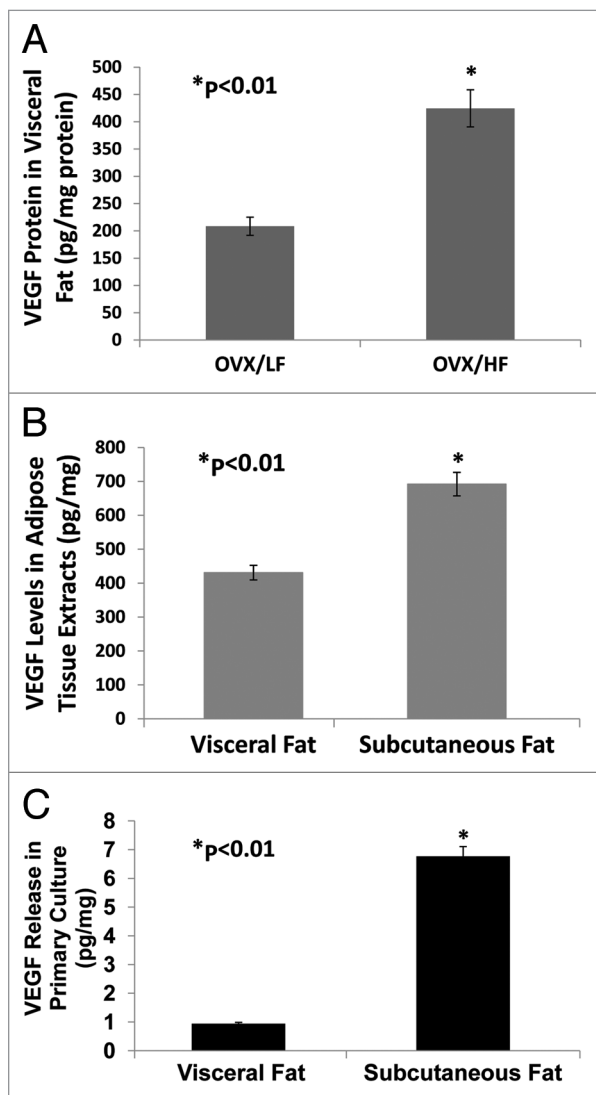 A
VEGF Protein in Visceral
Fat (pg/mg protein)
500
450
400
350
300
250
200
150
100
50
0
*p<0.01
*
OVX/LF
OVX/HF
B
VEGF Levels in Adipose
Tissue Extracts (pg/mg)
800
700
600
500
400
300
200
100
0
*p<0.01
*
Visceral Fat
Subcutaneous Fat
C
VEGF Release in
Primary Culture
(pg/mg)
8
7
6
5
4
3
2
1
0
*p<0.01
*
Visceral Fat
Subcutaneous Fat